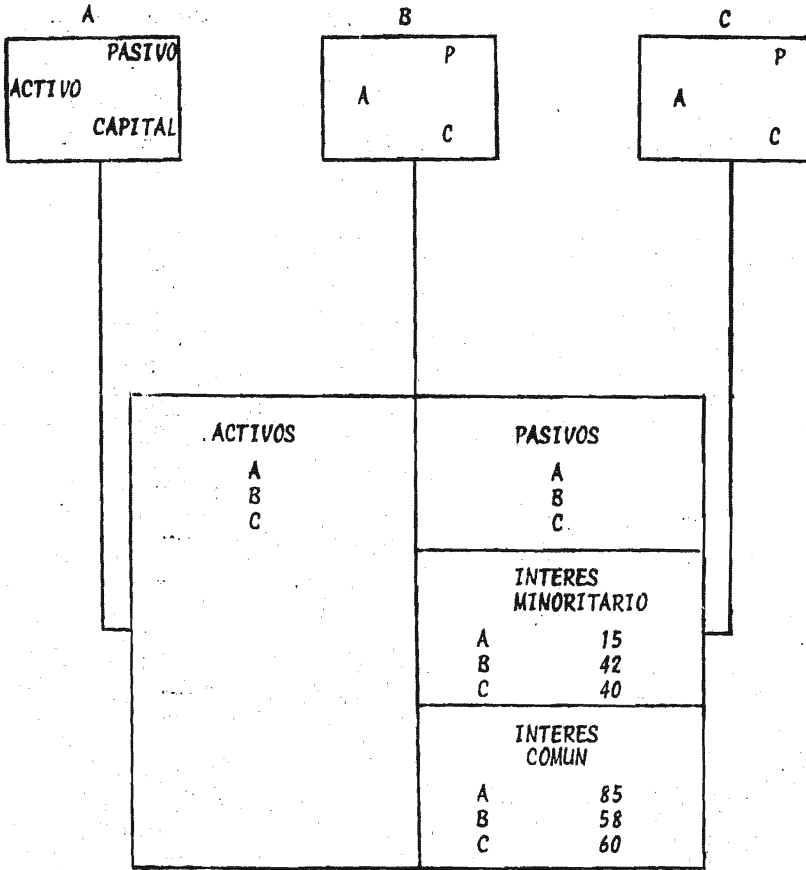 A B C
PASIVO P P
ACTIVO A A
CAPITAL C C
ACTIVOS
A
B
C
PASIVOS
A
B
C
INTERES
MINORITARIO
A 15
B 42
C 40
INTERES
COMUN
A 85
B 58
C 60